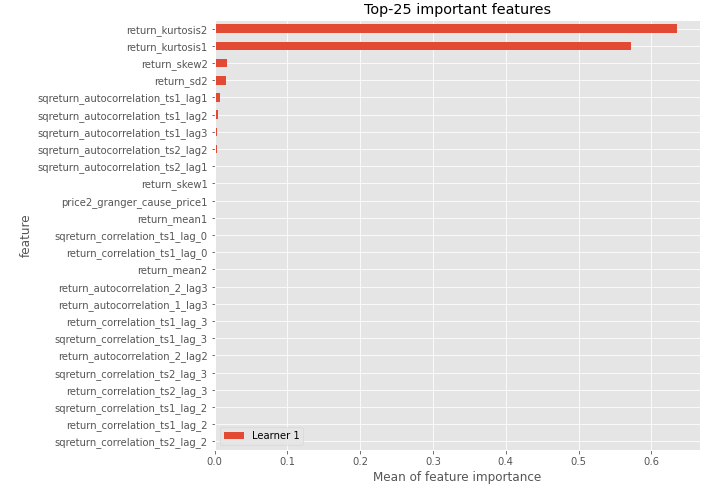 Top-25 important features
return_kurtosis2
return_kurtosis1
return_skew2
return_sd2
sqreturn_autocorrelation_ts1_lag1
sqreturn_autocorrelation_ts1_lag2
sqreturn_autocorrelation_ts1_lag3
sqreturn_autocorrelation_ts2_lag2
sqreturn_autocorrelation_ts2_lag1
return_skew1
price2_granger_cause_price1
return_mean1
sqreturn_correlation_ts1_lag_0
return_correlation_ts1_lag_0
return_mean2
return_autocorrelation_2_lag3
return_autocorrelation_1_lag3
return_correlation_ts1_lag_3
sqreturn_correlation_ts1_lag_3
return_autocorrelation_2_lag2
sqreturn_correlation_ts2_lag_3
return_correlation_ts2_lag_3
sqreturn_correlation_ts1_lag_2
return_correlation_ts1_lag_2
sqreturn_correlation_ts2_lag_2
feature
Learner 1
0.0 0.1 0.2 0.3 0.4 0.5 0.6
Mean of feature importance